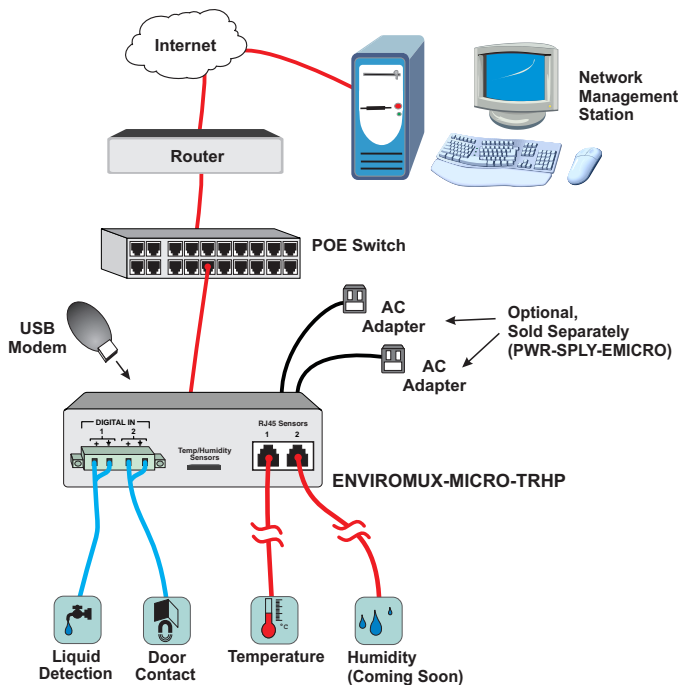 Internet
Network
Management
Station
Router
POE Switch
USB
Modem
AC
Adapter
AC
Adapter
Optional,
Sold Separately
(PWR-SPLY-EMICRO)
DIGITAL IN
1 2
+ +
Temp/Humidity
Sensors
RJ45 Sensors
1 2
ENVIROMUX-MICRO-TRHP
°C
Liquid
Detection
Door
Contact
Temperature
Humidity
(Coming Soon)